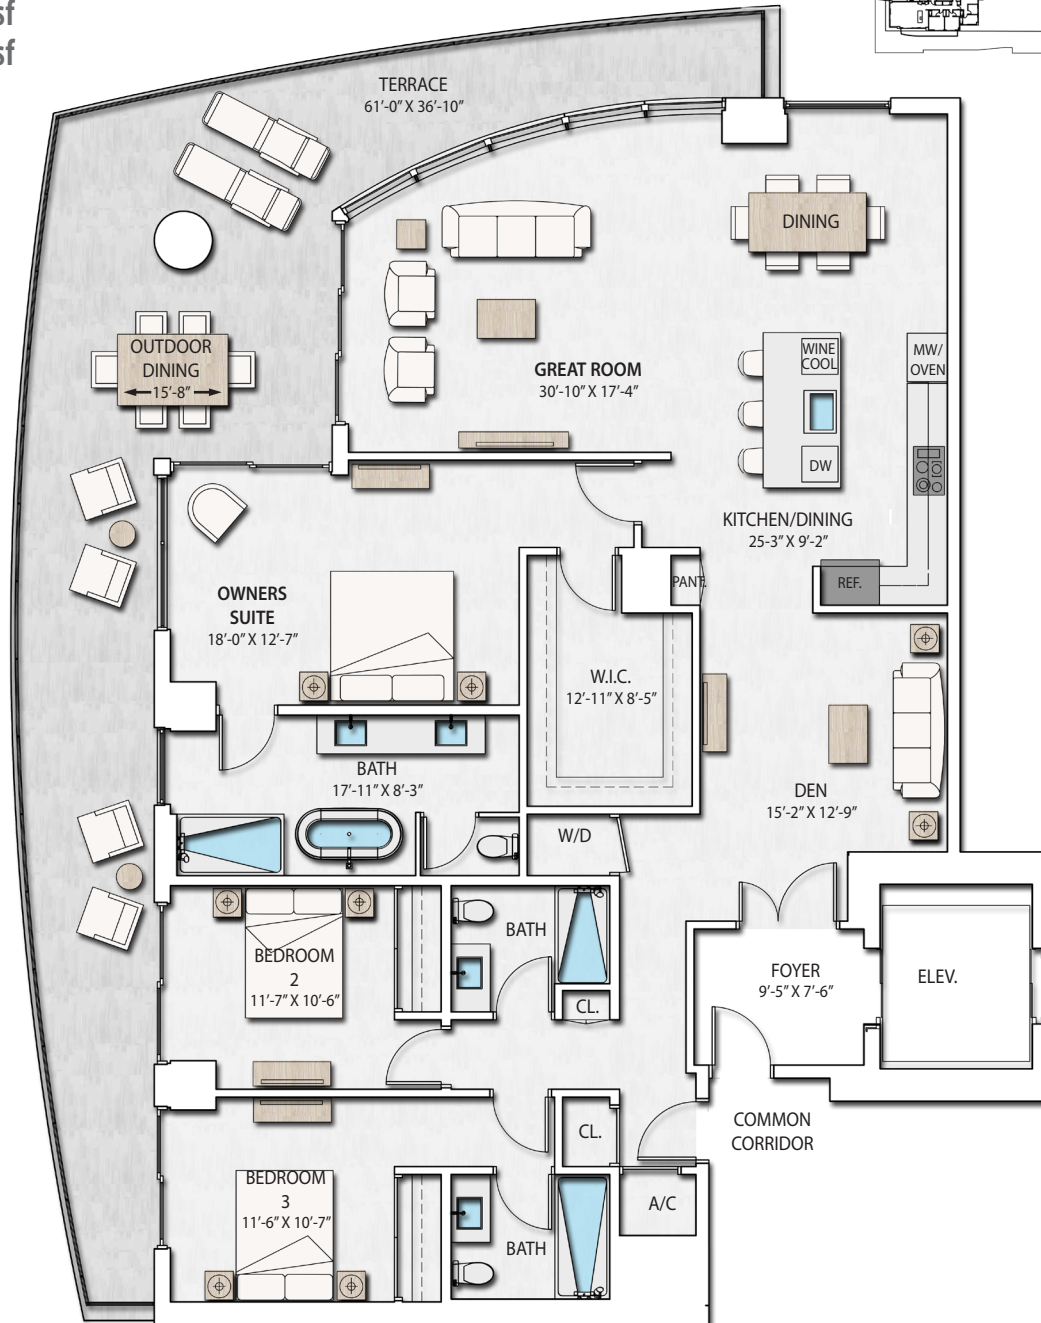 sf
sf
TERRACE
61'-0" X 36'-10"
DINING
OUTDOOR
DINING
15'-8"
WINE
COOL
MW/
OVEN
GREAT ROOM
30'-10" X 17'-4"
DW
KITCHEN/DINING
25-3" X 9'-2"
REF.
PANT.
OWNERS
SUITE
18'-0" X 12'-7"
W.I.C.
12'-11" X 8'-5"
BATH
17'-11" X 8'-3"
DEN
15'-2" X 12'-9"
W/D
BATH
BEDROOM
2
11'-7" X 10'-6"
CL.
FOYER
9'-5" X 7'-6"
ELEV.
COMMON
CORRIDOR
CL.
A/C
BEDROOM
3
11'-6" X 10'-7"
BATH